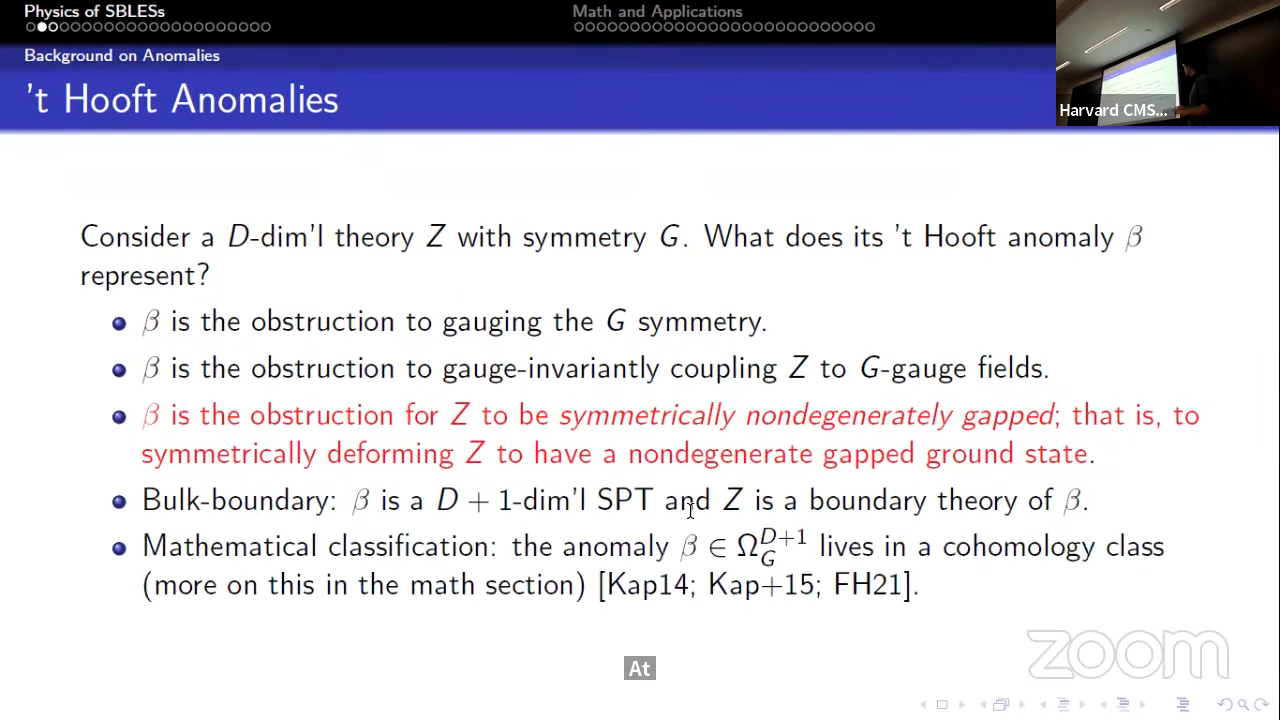 Physics of SBLESs
Math and Applications
Background on Anomalies
't Hooft Anomalies
Harvard CMS...
Consider a D-dim'l theory Z with symmetry G. What does its 't Hooft anomaly β
represent?
β is the obstruction to gauging the G symmetry.
β is the obstruction to gauge-invariantly coupling Z to G-gauge fields.
β is the obstruction for Z to be symmetrically nondegenerately gapped; that is, to
symmetrically deforming Z to have a nondegenerate gapped ground state.
Bulk-boundary: β is a D + 1-dim'l SPT and Z is a boundary theory of β.
Mathematical classification: the anomaly β ∈ Ω_G^{D+1} lives in a cohomology class
(more on this in the math section) [Kap14; Kap+15; FH21].
zoom
At